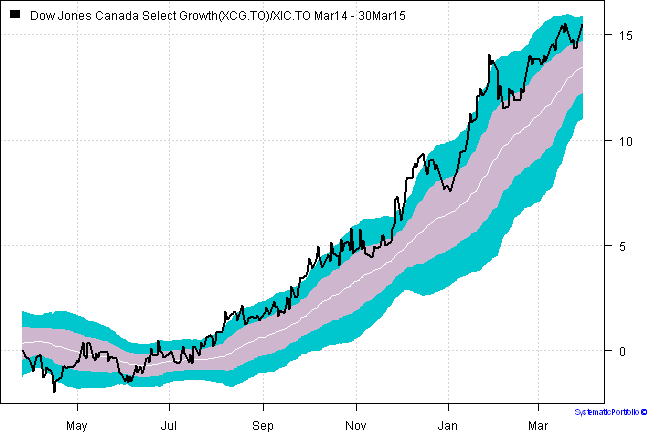 Dow Jones Canada Select Growth(XCG.TO)/XIC.TO Mar14 - 30Mar15
15
10
5
0
May Jul Sep Nov Jan Mar
SystematicPortfolio ©